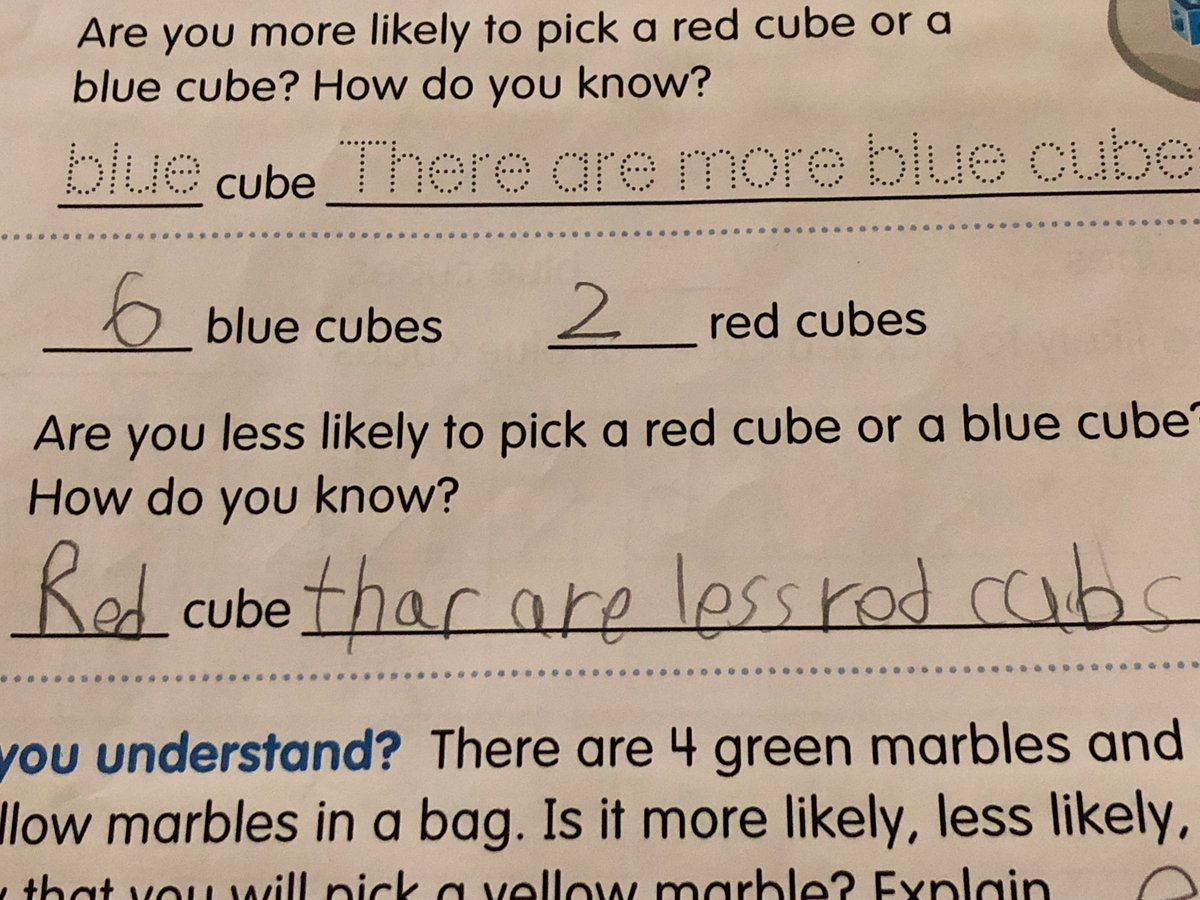 Are you more likely to pick a red cube or a
blue cube? How do you know?
blue cube There are more blue cube
6 blue cubes 2 red cubes
Are you less likely to pick a red cube or a blue cube?
How do you know?
Red cube thar are less red cubs
you understand? There are 4 green marbles and
llow marbles in a bag. Is it more likely, less likely,
that you will pick a yellow marble? Explain